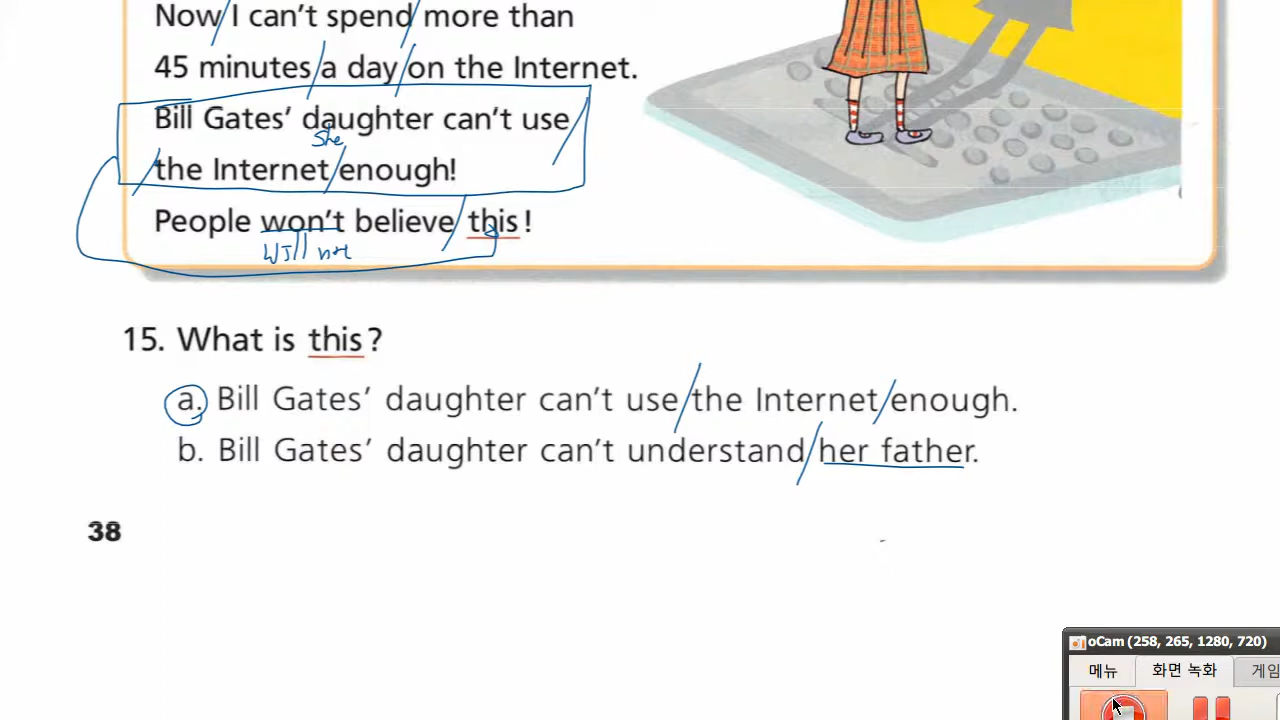 Now I can't spend more than
45 minutes a day on the Internet.
Bill Gates' daughter can't use
she
the Internet enough!
People won't believe this!
will not
15. What is this?
a. Bill Gates' daughter can't use the Internet enough.
b. Bill Gates' daughter can't understand her father.
38
oCam (258, 265, 1280, 720)
메뉴 화면 녹화 게임